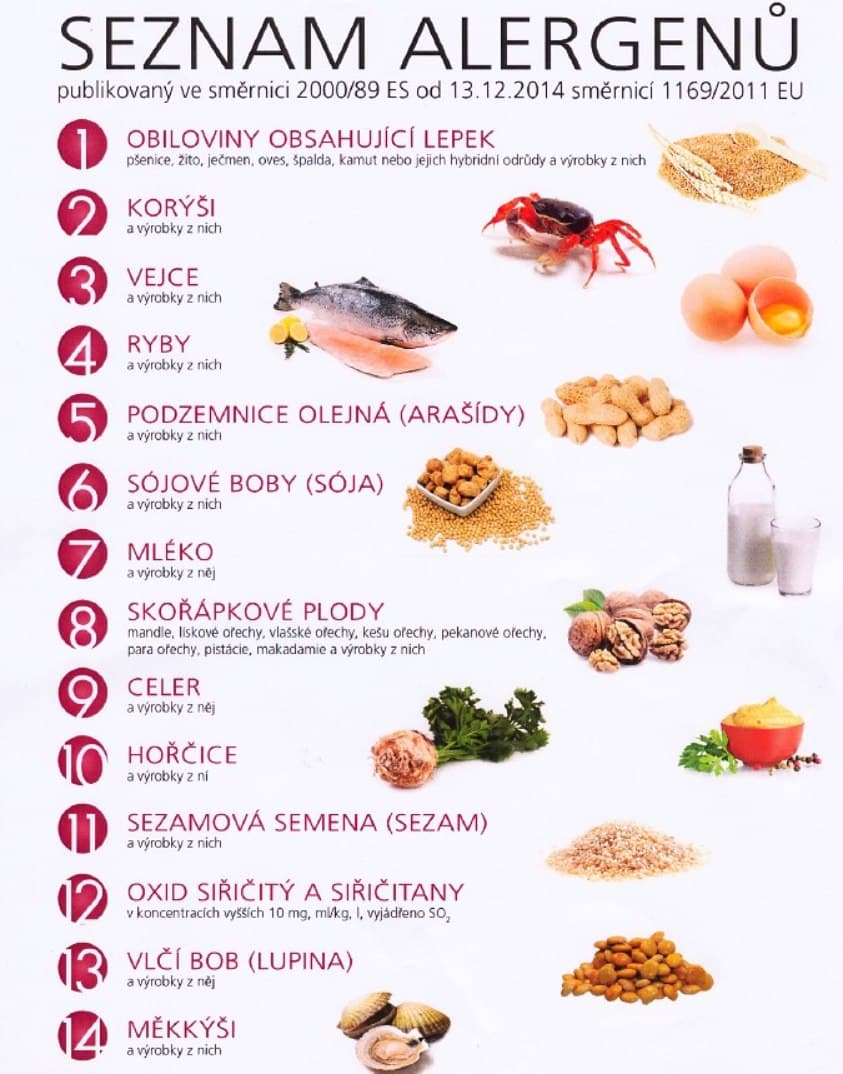 SEZNAM ALERGENŮ
publikovaný ve směrnici 2000/89 ES od 13.12.2014 směrnicí 1169/2011 EU
1 OBILOVINY OBSAHUJÍCÍ LEPEK
pšenice, žito, ječmen, oves, špalda, kamut nebo jejich hybridní odrůdy a výrobky z nich
2 KORÝŠI
a výrobky z nich
3 VEJCE
a výrobky z nich
4 RYBY
a výrobky z nich
5 PODZEMNICE OLEJNÁ (ARAŠÍDY)
a výrobky z nich
6 SÓJOVÉ BOBY (SÓJA)
a výrobky z nich
7 MLÉKO
a výrobky z něj
8 SKOŘÁPKOVÉ PLODY
mandle, lískové ořechy, vlašské ořechy, kešu ořechy, pekanové ořechy,
para ořechy, pistácie, makadamie a výrobky z nich
9 CELER
a výrobky z něj
10 HOŘČICE
a výrobky z ní
11 SEZAMOVÁ SEMENA (SEZAM)
a výrobky z nich
12 OXID SIŘIČITÝ A SIŘIČITANY
v koncentracích vyšších 10 mg, ml/kg, l, vyjádřeno SO₂
13 VLČÍ BOB (LUPINA)
a výrobky z něj
14 MĚKKÝŠI
a výrobky z nich